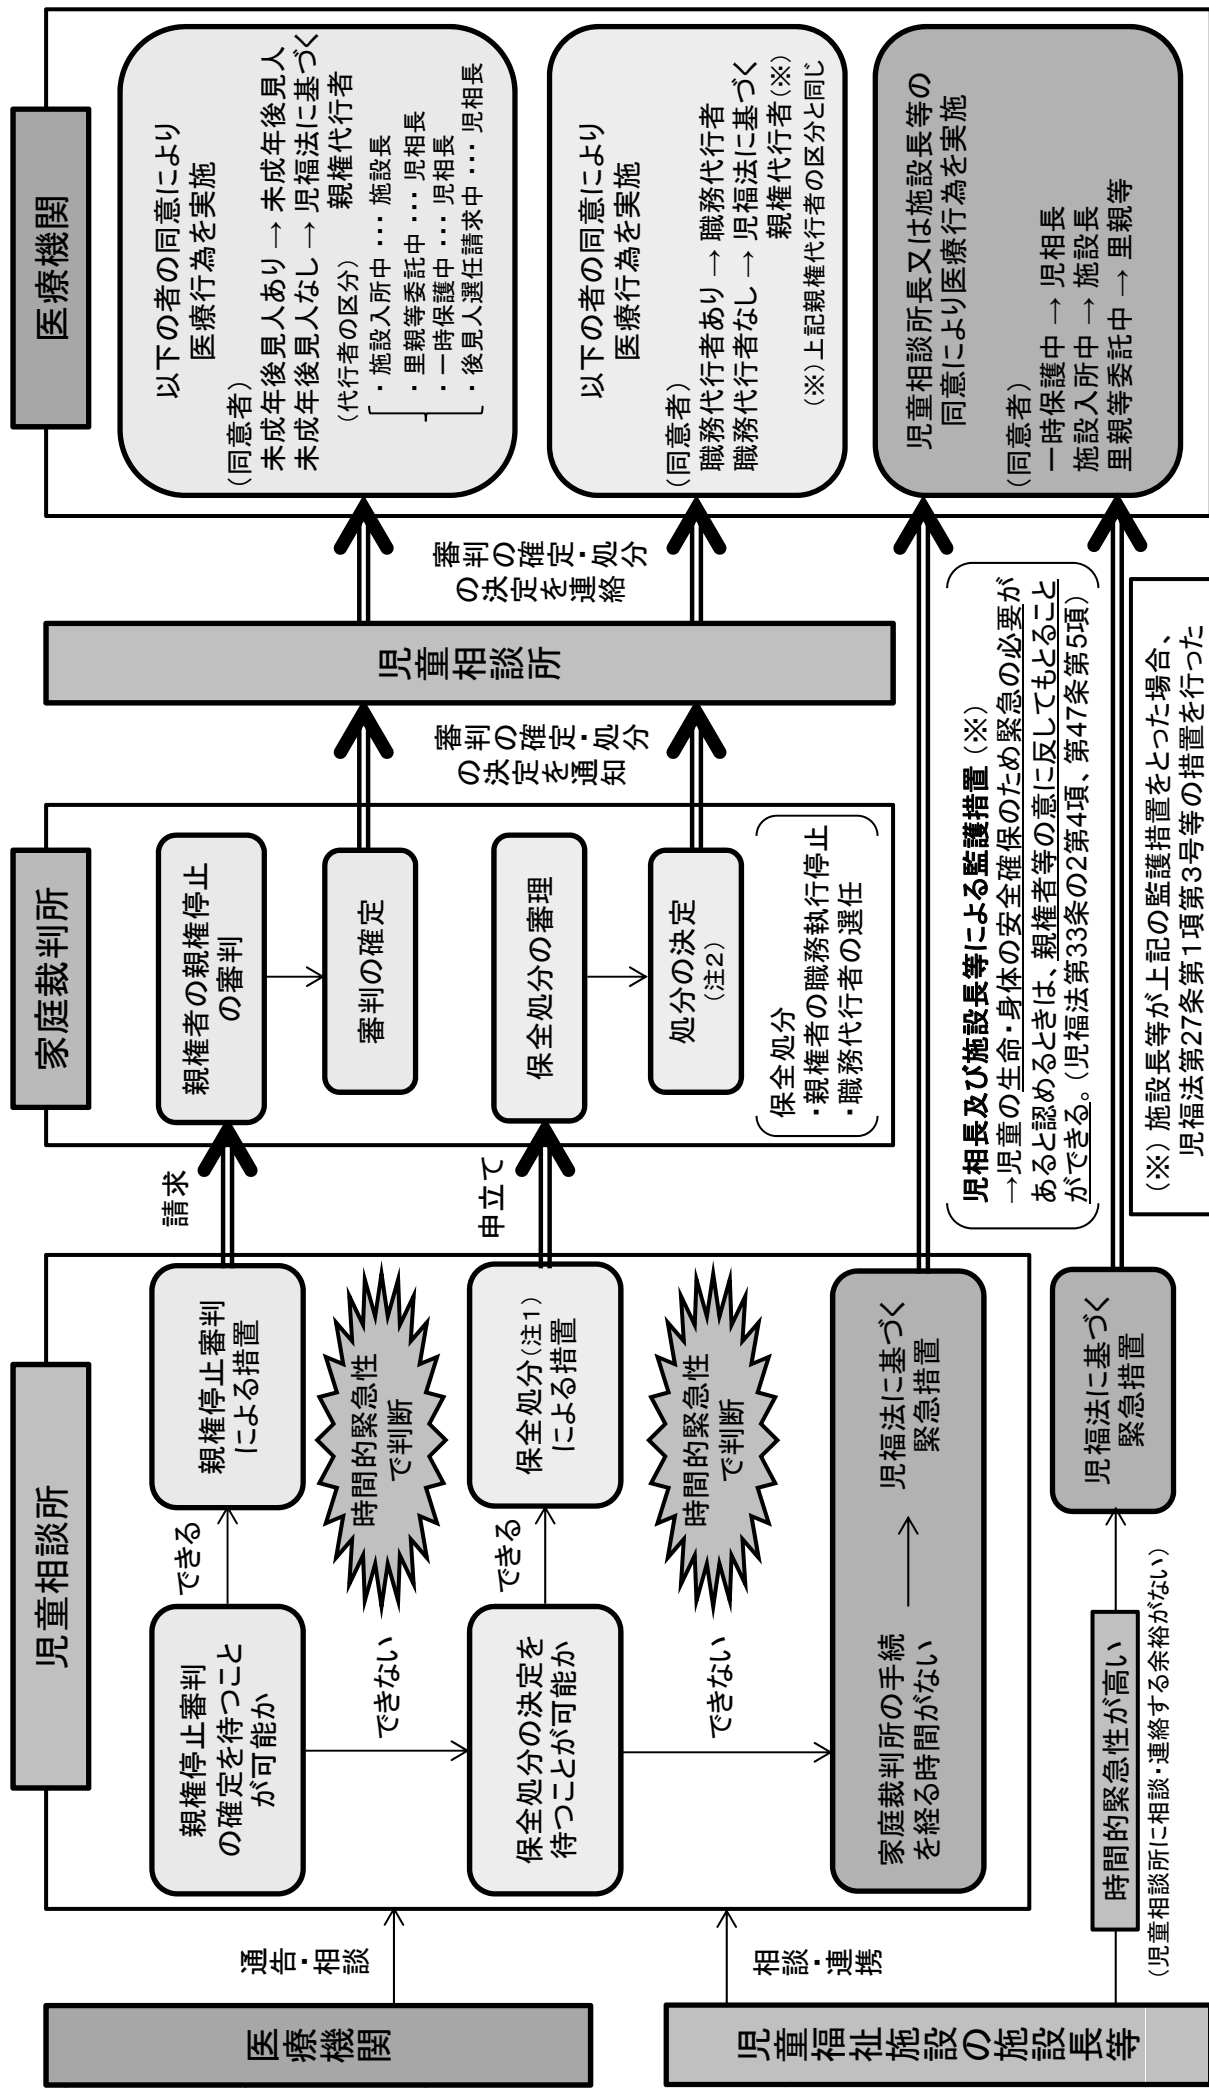 医療機関
児童福祉施設の施設長等
通告・相談
相談・連携
時間的緊急性が高い
（児童相談所に相談・連絡する余裕がない）
児童相談所
親権停止審判
の確定を待つこと
が可能か
できる
親権停止審判
による措置
できない
時間的緊急性
で判断
保全処分の決定を
待つことが可能か
できる
保全処分（注1）
による措置
できない
時間的緊急性
で判断
家庭裁判所の手続
を経る時間がない
児福法に基づく
緊急措置
児福法に基づく
緊急措置
請求
申立て
家庭裁判所
親権者の親権停止
の審判
審判の確定
保全処分の審理
処分の決定
（注2）
保全処分
・親権者の職務執行停止
・職務代行者の選任
審判の確定・処分
の決定を通知
児童相談所
審判の確定・処分
の決定を連絡
児相長及び施設長等による監護措置（※）
→児童の生命・身体の安全確保のため緊急の必要が
あると認めるときは、親権者等の意に反してもとること
ができる。（児福法第33条の2第4項、第47条第5項）
（※）施設長等が上記の監護措置をとった場合、
児福法第27条第1項第3号等の措置を行った
医療機関
以下の者の同意により
医療行為を実施
（同意者）
未成年後見人あり → 未成年後見人
未成年後見人なし → 児福法に基づく
親権代行者
（代行者の区分）
・施設入所中 ･･･ 施設長
・里親等委託中 ･･･ 児相長
・一時保護中 ･･･ 児相長
・後見人選任請求中 ･･･ 児相長
以下の者の同意により
医療行為を実施
（同意者）
職務代行者あり → 職務代行者
職務代行者なし → 児福法に基づく
親権代行者（※）
（※）上記親権代行者の区分と同じ
児童相談所長又は施設長等の
同意により医療行為を実施
（同意者）
一時保護中 → 児相長
施設入所中 → 施設長
里親等委託中 → 里親等